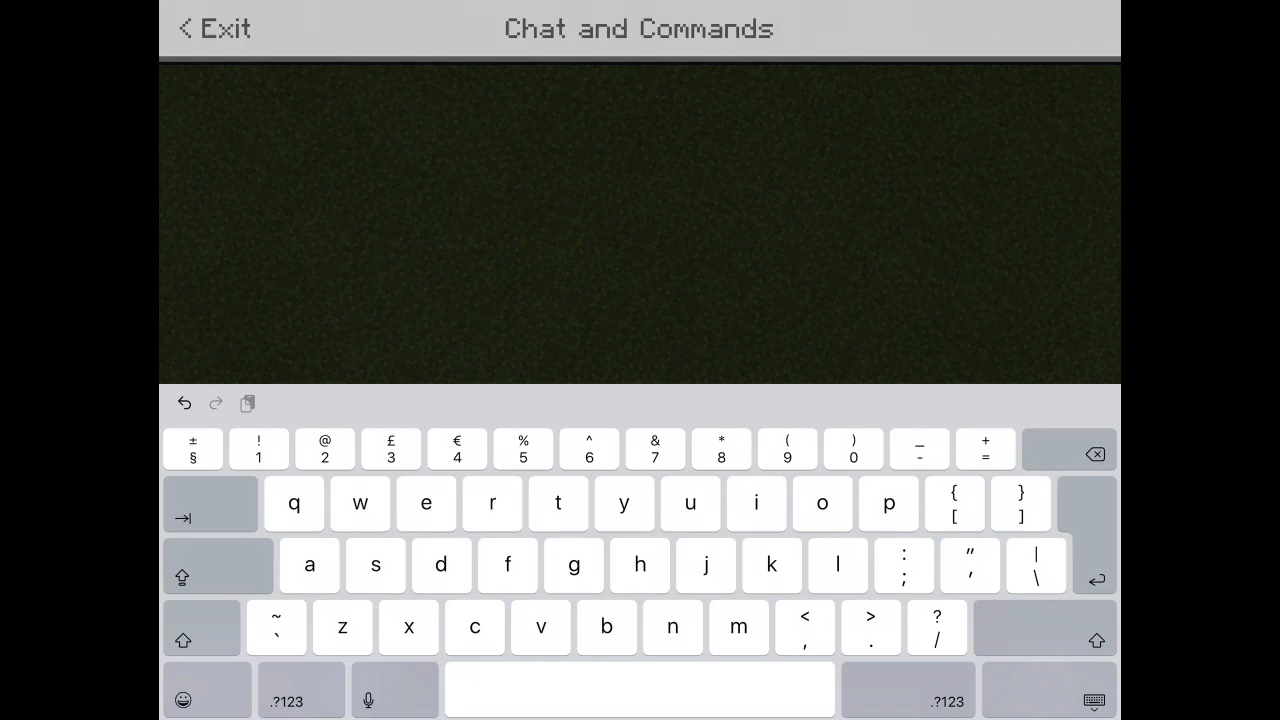 < Exit Chat and Commands
± ! @ £ € % ^ & * ( ) _ +
§ 1 2 3 4 5 6 7 8 9 0 - =
q w e r t y u i o p { }
[ ]
a s d f g h j k l : " |
; ' \
~ z x c v b n m < > ?
` , . /
.?123 .?123